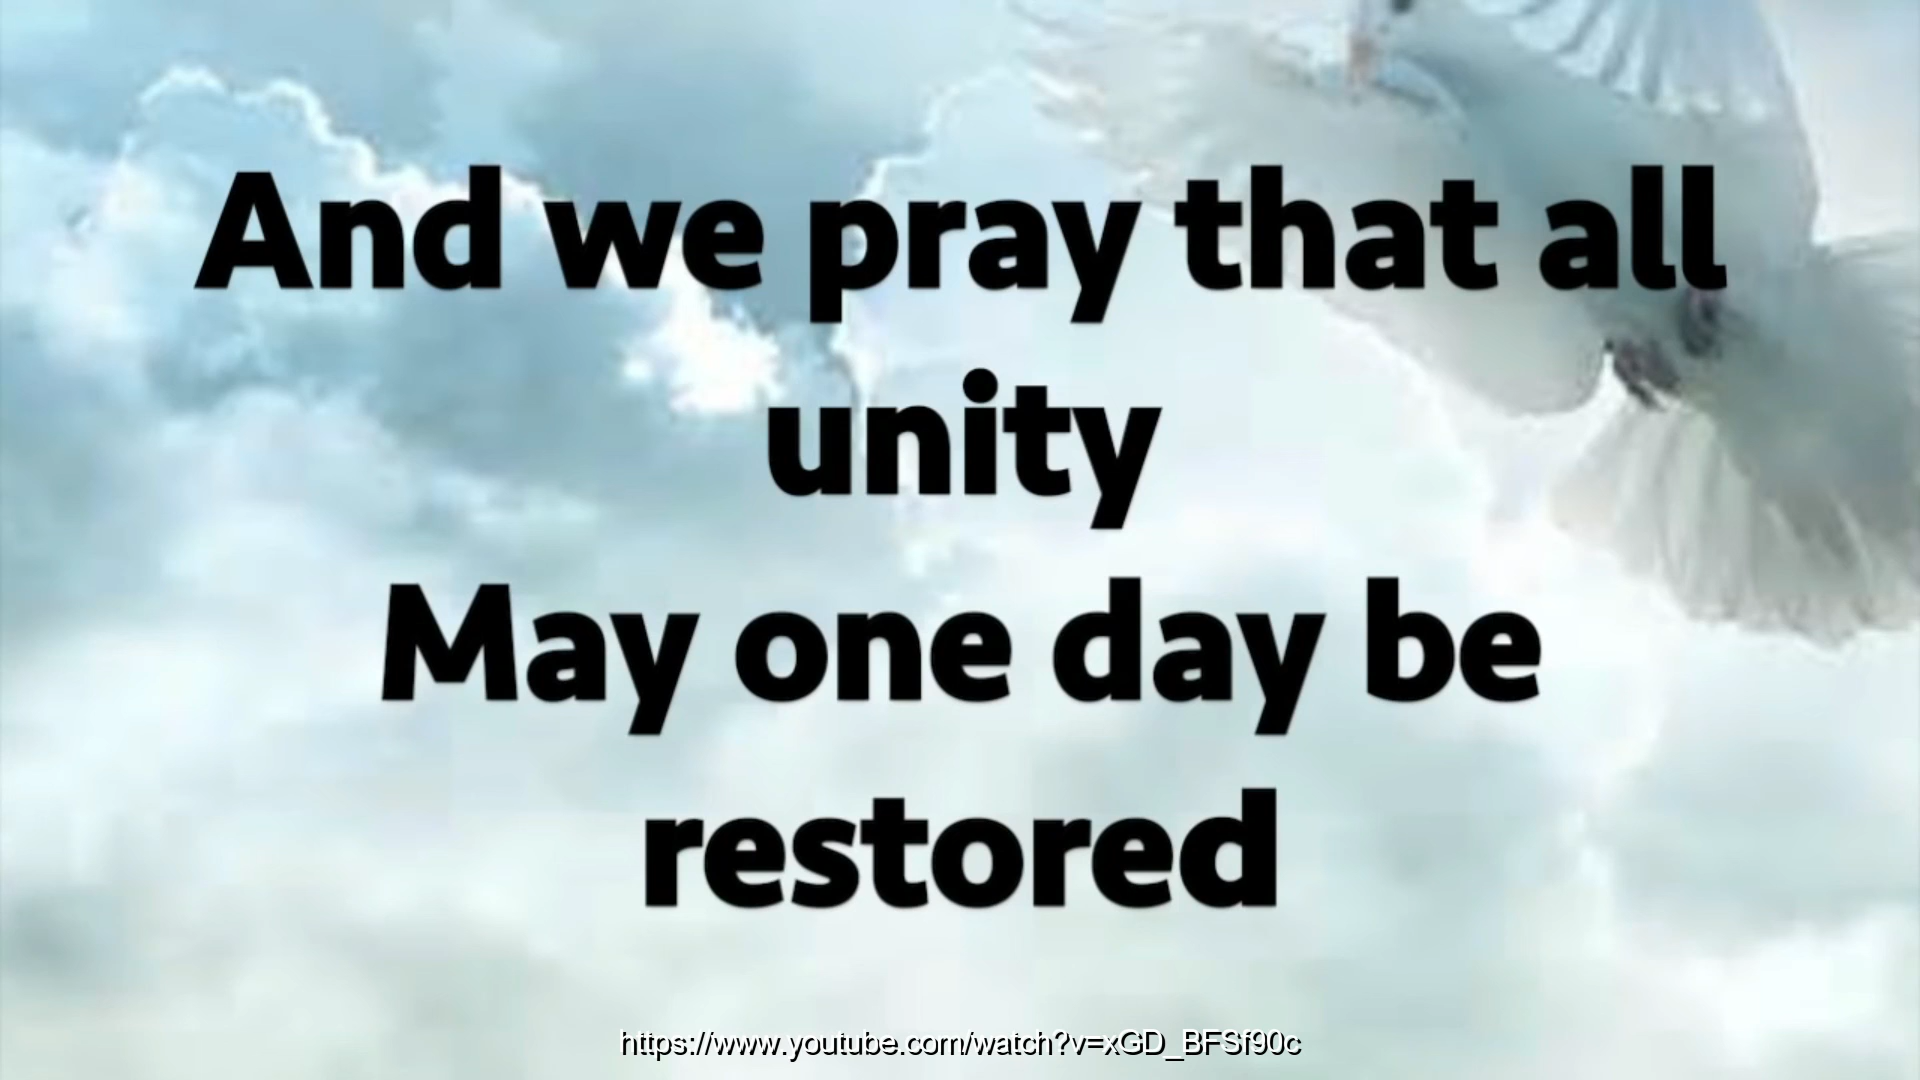 And we pray that all
unity
May one day be
restored
https://www.youtube.com/watch?v=xGD_BFSf90c